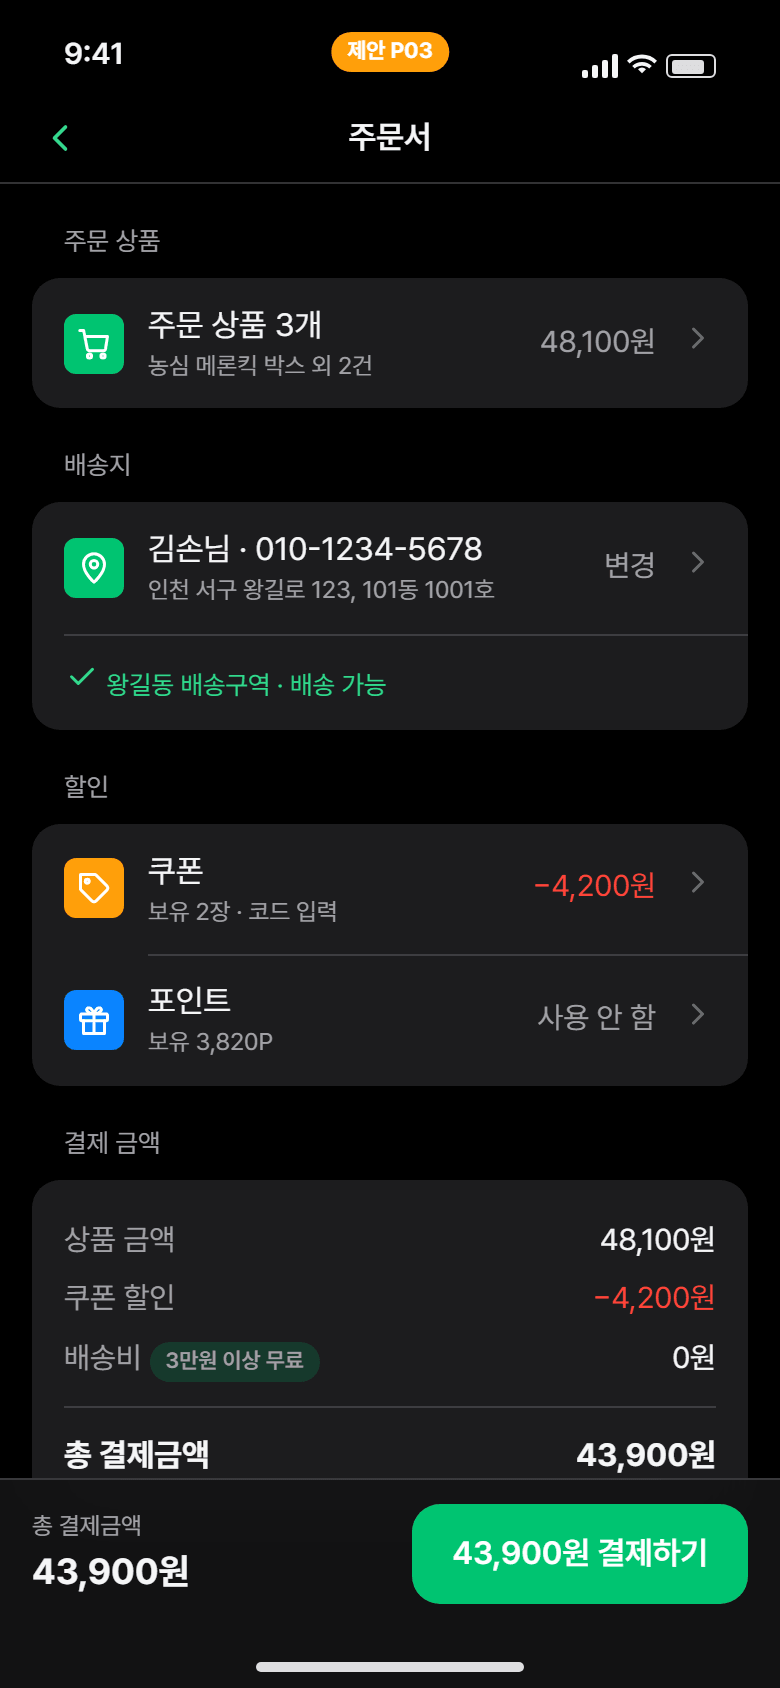 9:41
제안 P03
주문서
주문 상품
주문 상품 3개
농심 메론킥 박스 외 2건
48,100원
배송지
김손님 · 010-1234-5678
인천 서구 왕길로 123, 101동 1001호
변경
왕길동 배송구역 · 배송 가능
할인
쿠폰
보유 2장 · 코드 입력
−4,200원
포인트
보유 3,820P
사용 안 함
결제 금액
상품 금액 48,100원
쿠폰 할인 −4,200원
배송비 3만원 이상 무료 0원
총 결제금액 43,900원
총 결제금액
43,900원
43,900원 결제하기